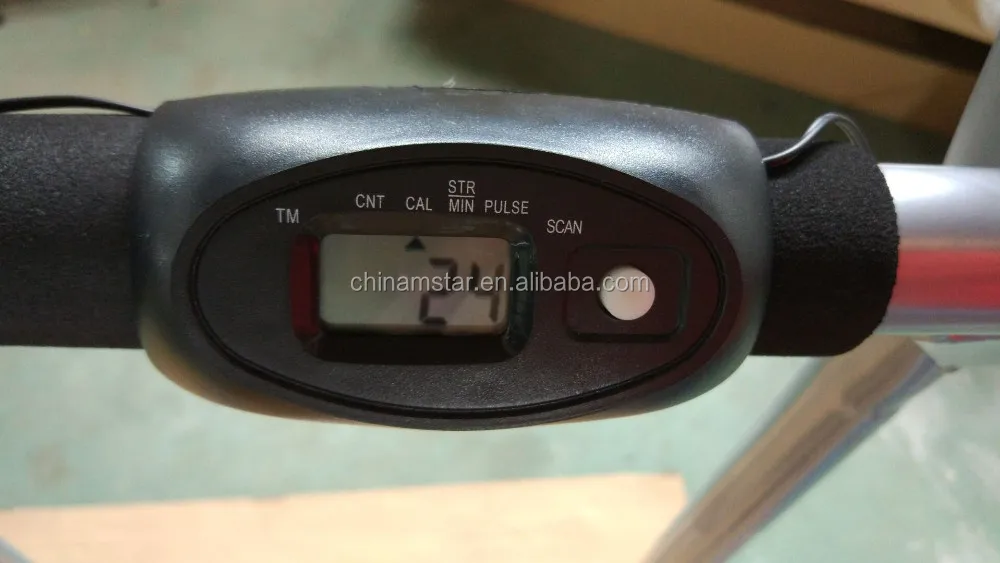 TM CNT CAL STR
MIN PULSE SCAN
24
chinamstar.en.alibaba.com